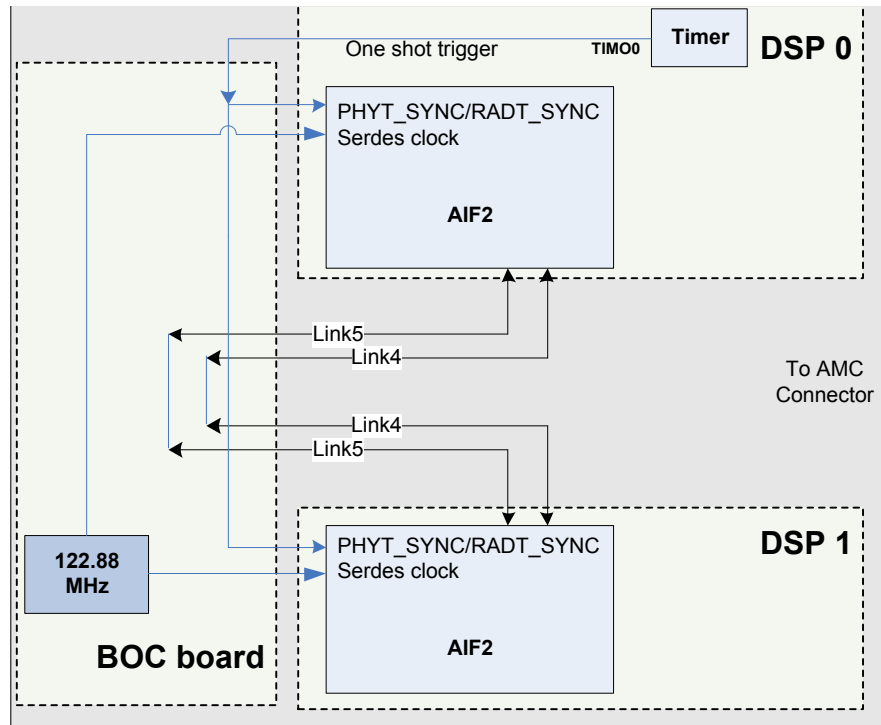 Timer
DSP 0
One shot trigger
TIMO0
PHYT_SYNC/RADT_SYNC
Serdes clock
AIF2
Link5
Link4
To AMC
Connector
Link4
Link5
PHYT_SYNC/RADT_SYNC
Serdes clock
DSP 1
122.88
MHz
AIF2
BOC board